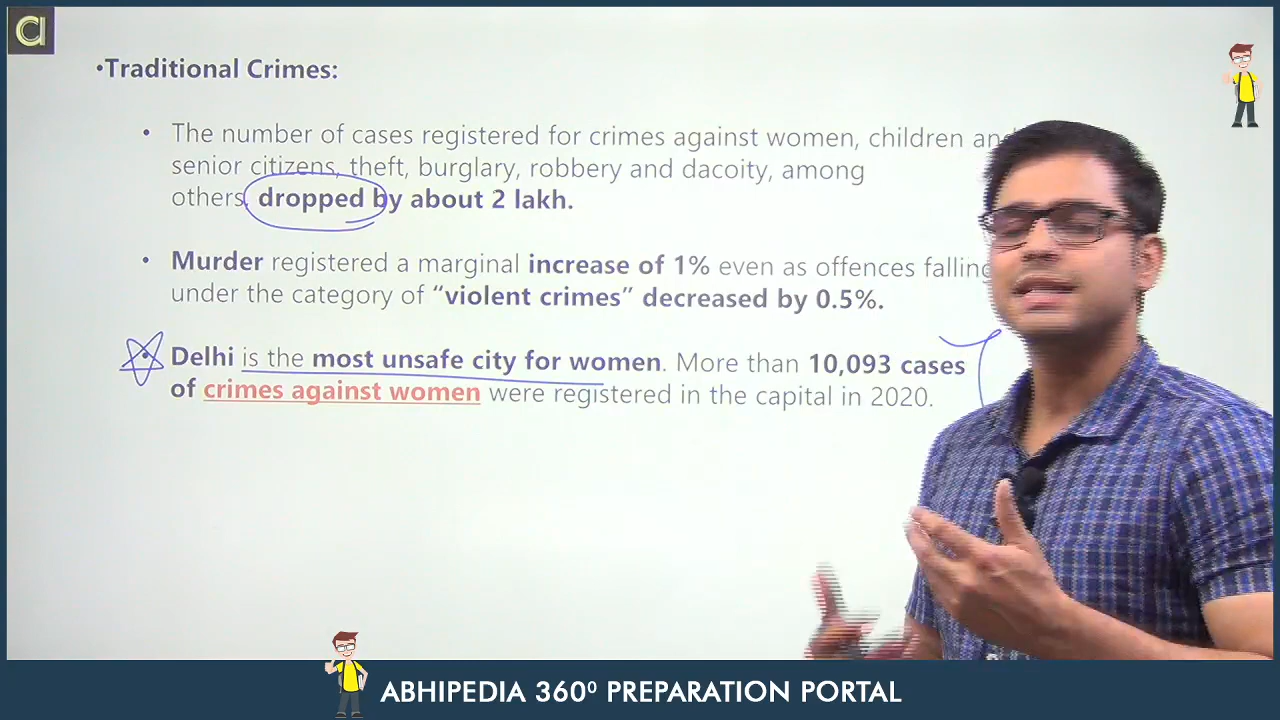 a
•Traditional Crimes:
• The number of cases registered for crimes against women, children an
senior citizens, theft, burglary, robbery and dacoity, among
others, dropped by about 2 lakh.
• Murder registered a marginal increase of 1% even as offences fallin
under the category of “violent crimes” decreased by 0.5%.
• Delhi is the most unsafe city for women. More than 10,093 cases
of crimes against women were registered in the capital in 2020.
ABHIPEDIA 360⁰ PREPARATION PORTAL